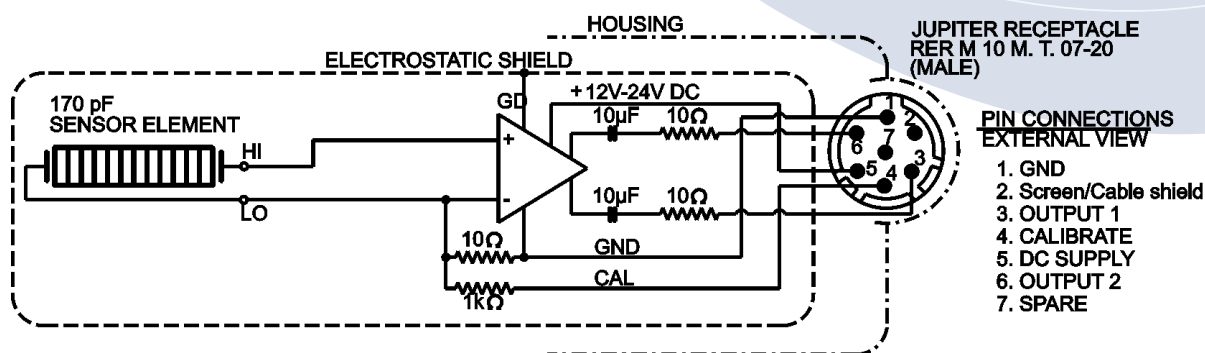 HOUSING
JUPITER RECEPTACLE
RER M 10 M. T. 07-20
(MALE)
ELECTROSTATIC SHIELD
+12V-24V DC
170 pF
SENSOR ELEMENT
GD
10µF
10Ω
HI
+
-
LO
10µF
10Ω
10Ω
GND
CAL
1kΩ
1
2
7
6
3
5
4
PIN CONNECTIONS
EXTERNAL VIEW
1. GND
2. Screen/Cable shield
3. OUTPUT 1
4. CALIBRATE
5. DC SUPPLY
6. OUTPUT 2
7. SPARE